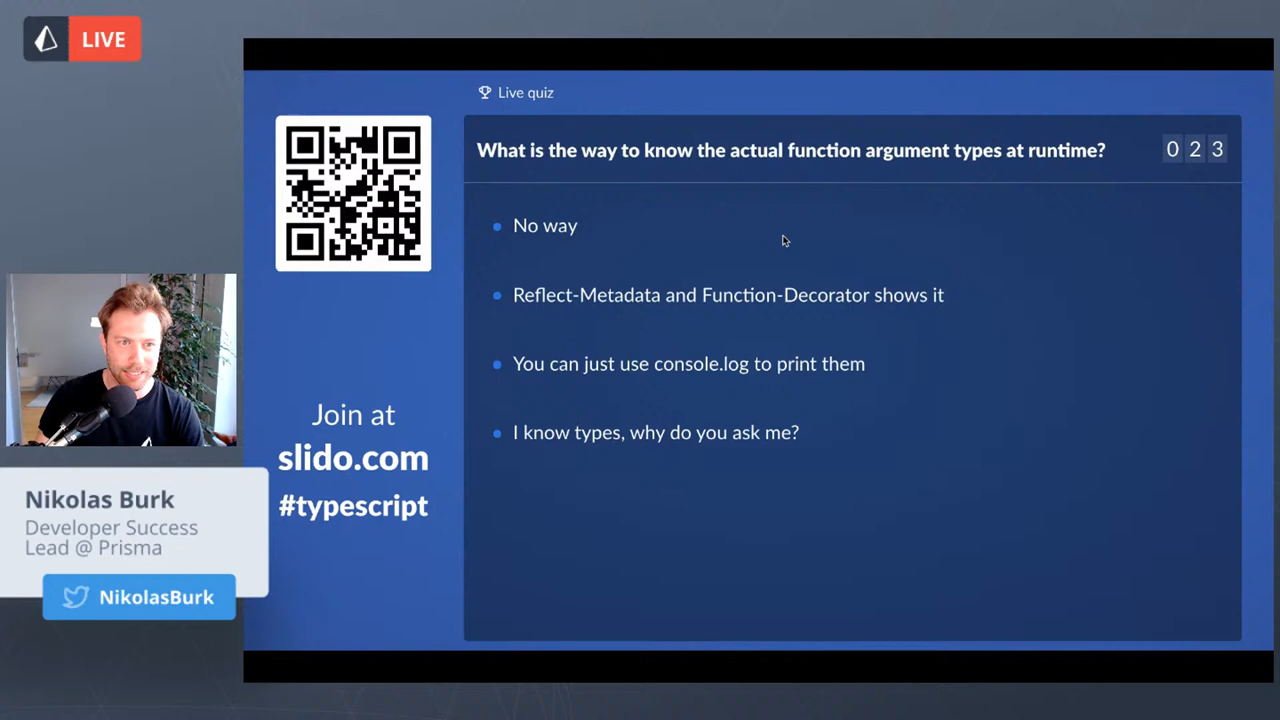 LIVE
Live quiz
What is the way to know the actual function argument types at runtime?
0 2 3
No way
Reflect-Metadata and Function-Decorator shows it
You can just use console.log to print them
I know types, why do you ask me?
Join at
slido.com
#typescript
Nikolas Burk
Developer Success
Lead @ Prisma
NikolasBurk